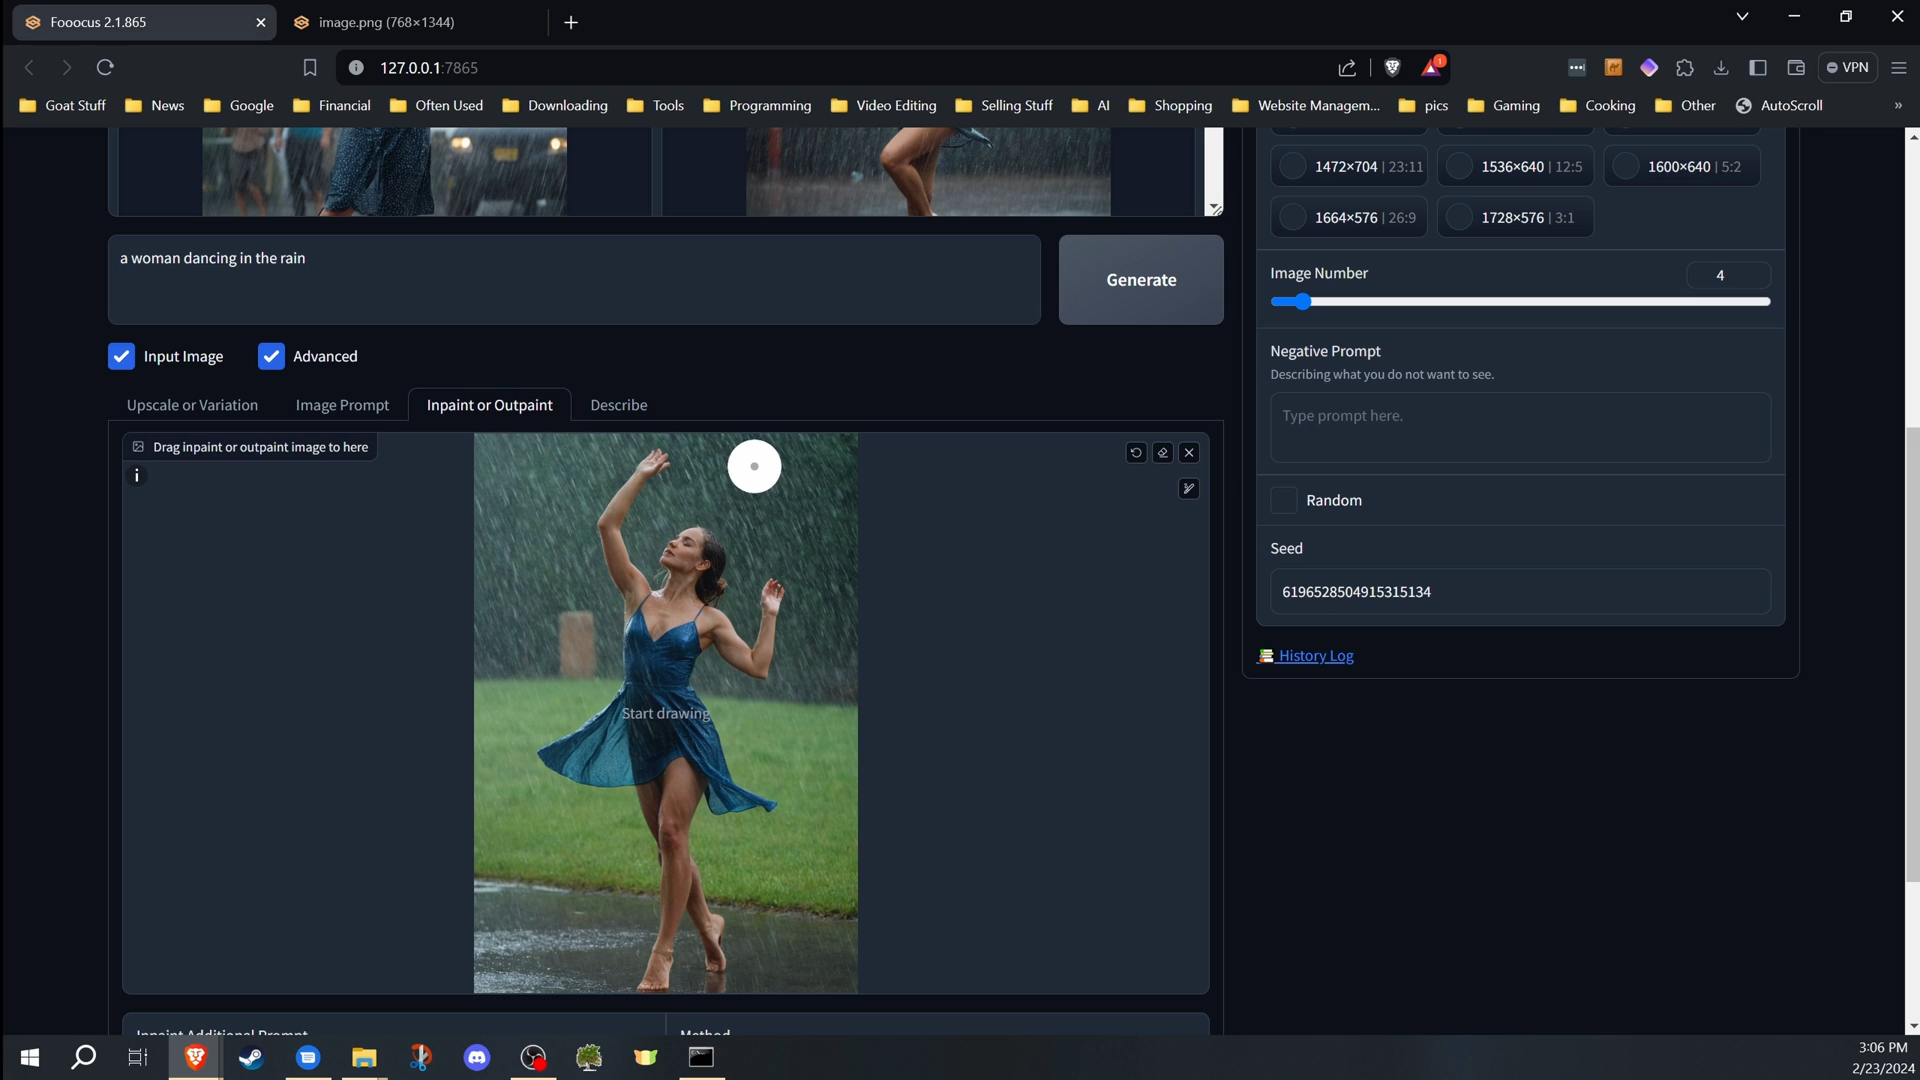 Fooocus 2.1.865
image.png (768×1344)
127.0.0.1:7865
1
VPN
Goat Stuff
News
Google
Financial
Often Used
Downloading
Tools
Programming
Video Editing
Selling Stuff
AI
Shopping
Website Managem...
pics
Gaming
Cooking
Other
AutoScroll
»
1472×704 | 23:11
1536×640 | 12:5
1600×640 | 5:2
1664×576 | 26:9
1728×576 | 3:1
a woman dancing in the rain
Generate
Image Number
4
Input Image
Advanced
Negative Prompt
Describing what you do not want to see.
Type prompt here.
Upscale or Variation
Image Prompt
Inpaint or Outpaint
Describe
Drag inpaint or outpaint image to here
i
Start drawing
Random
Seed
6196528504915315134
History Log
Inpaint Additional Prompt
Method
3:06 PM
2/23/2024